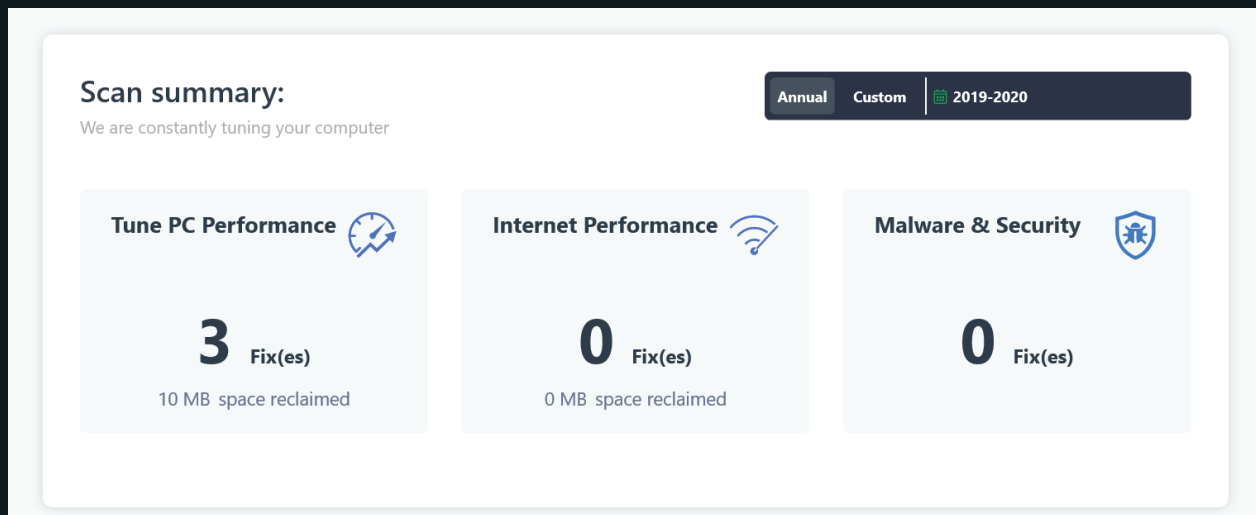 Scan summary:
We are constantly tuning your computer
Annual Custom 2019-2020
Tune PC Performance
3 Fix(es)
10 MB space reclaimed
Internet Performance
0 Fix(es)
0 MB space reclaimed
Malware & Security
0 Fix(es)